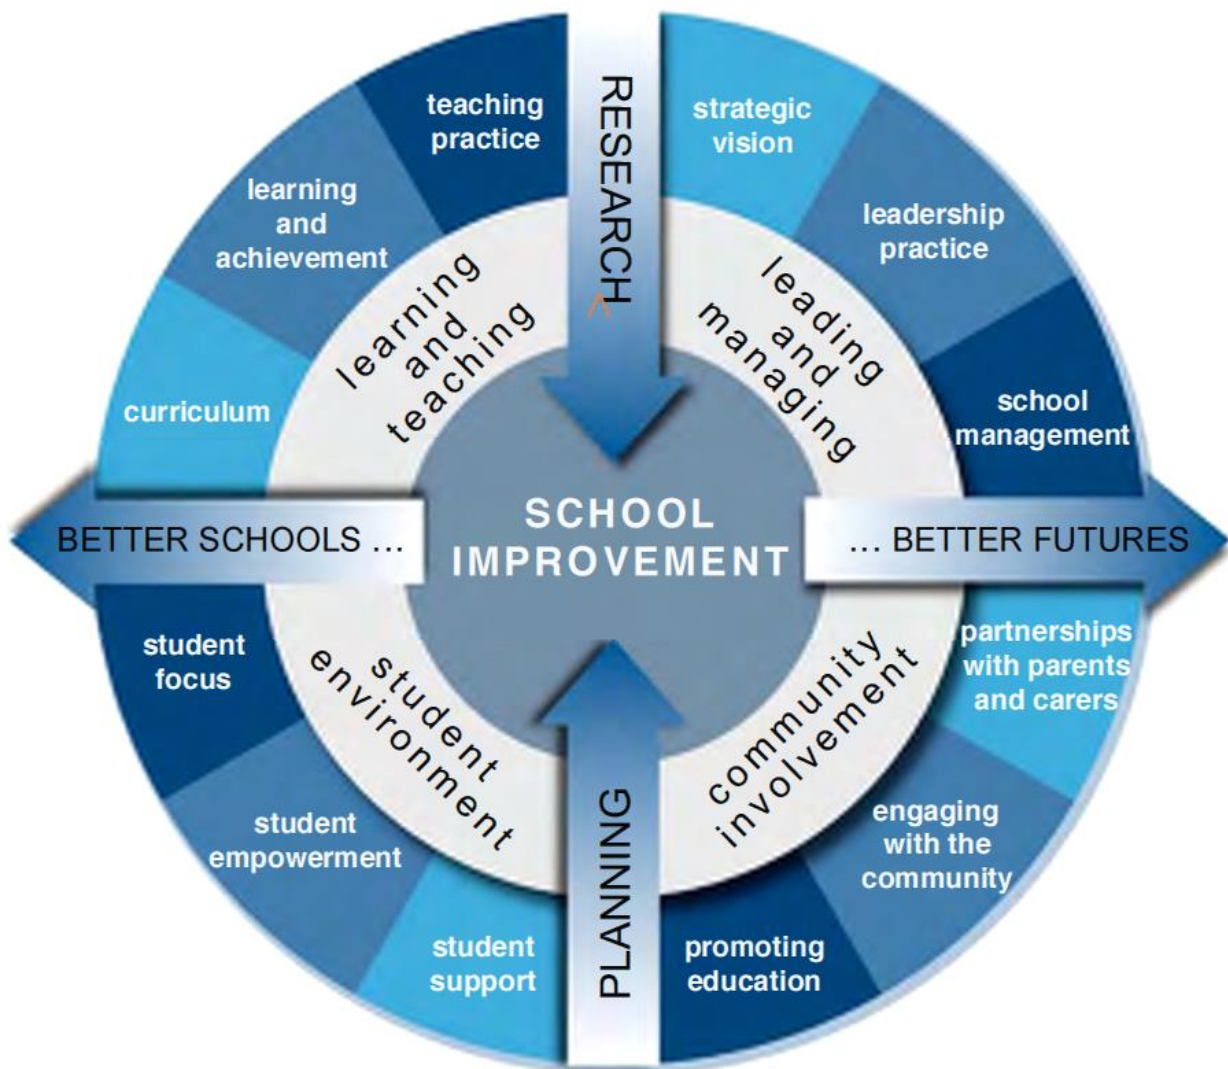 teaching
practice
RESEARCH
strategic
vision
learning
and
achievement
leadership
practice
learning
and
teaching
leading
and
managing
curriculum
school
management
SCHOOL
IMPROVEMENT
BETTER SCHOOLS ...
... BETTER FUTURES
student
focus
student
environment
community
involvement
partnerships
with parents
and carers
student
empowerment
PLANNING
engaging
with the
community
student
support
promoting
education